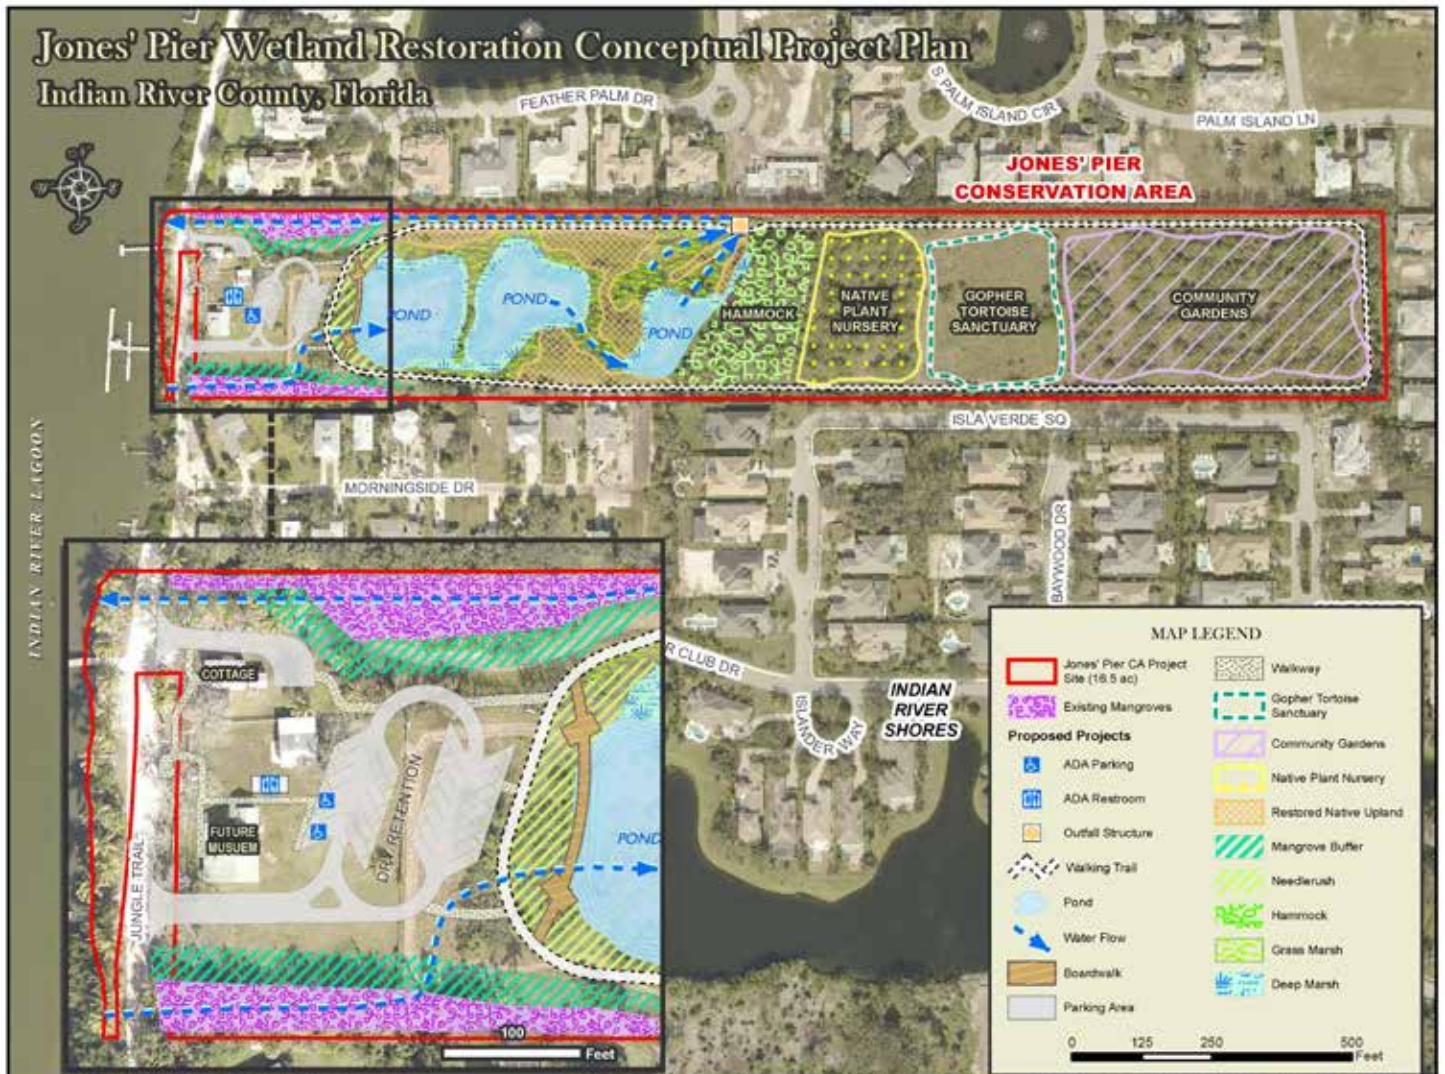 Jones' Pier Wetland Restoration Conceptual Project Plan
Indian River County, Florida
FEATHER PALM DR
S PALM ISLAND CIR
PALM ISLAND LN
JONES' PIER
CONSERVATION AREA
POND
POND
POND
HAMMOCK
NATIVE
PLANT
NURSERY
GOPHER
TORTOISE
SANCTUARY
COMMUNITY
GARDENS
ISLA VERDE SQ
MORNINGSIDE DR
INDIAN RIVER LAGOON
BAYWOOD DR
R CLUB DR
ISLANDER WAY
INDIAN
RIVER
SHORES
COTTAGE
FUTURE
MUSUEM
JUNGLE TRAIL
DRY RETENTION
POND
100
Feet
MAP LEGEND
Jones' Pier CA Project
Site (16.5 ac)
Existing Mangroves
Proposed Projects
ADA Parking
ADA Restroom
Outfall Structure
Walking Trail
Pond
Water Flow
Boardwalk
Parking Area
Walkway
Gopher Tortoise
Sanctuary
Community Gardens
Native Plant Nursery
Restored Native Upland
Mangrove Buffer
Needlerush
Hammock
Grass Marsh
Deep Marsh
0 125 250 500
Feet